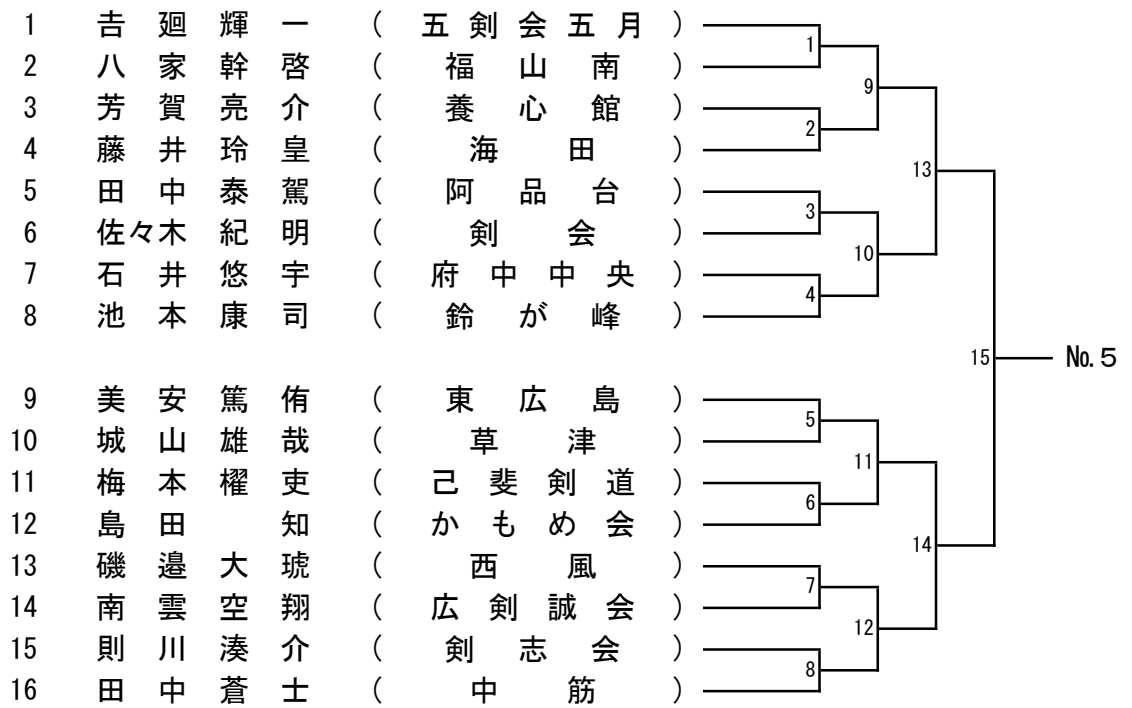 1 吉廻輝一 (五剣会五月) 1
2 八家幹啓 (福山南) 9
3 芳賀亮介 (養心館) 2
4 藤井玲皇 (海田) 13
5 田中泰駕 (阿品台) 3
6 佐々木紀明 (剣会) 10
7 石井悠宇 (府中中央) 4
8 池本康司 (鈴が峰)
15 №5
9 美安篤侑 (東広島) 5
10 城山雄哉 (草津) 11
11 梅本櫂吏 (己斐剣道) 6
12 島田知 (かもめ会) 14
13 磯邉大琥 (西風) 7
14 南雲空翔 (広剣誠会) 12
15 則川湊介 (剣志会) 8
16 田中蒼士 (中筋)